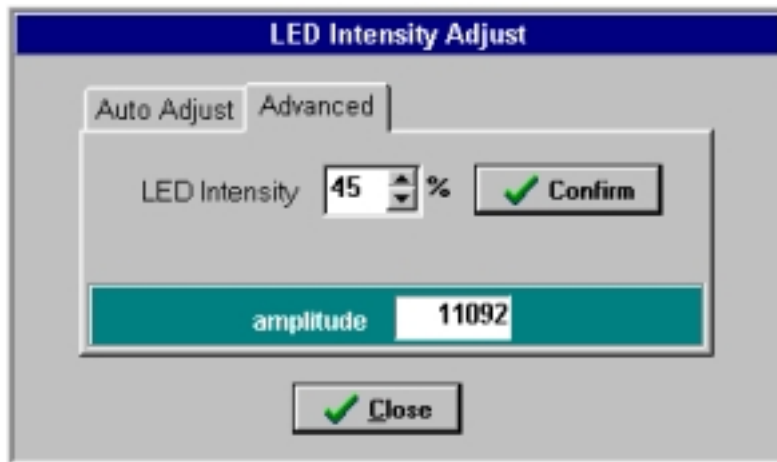 LED Intensity Adjust
Auto Adjust Advanced
LED Intensity 45 % Confirm
amplitude 11092
Close